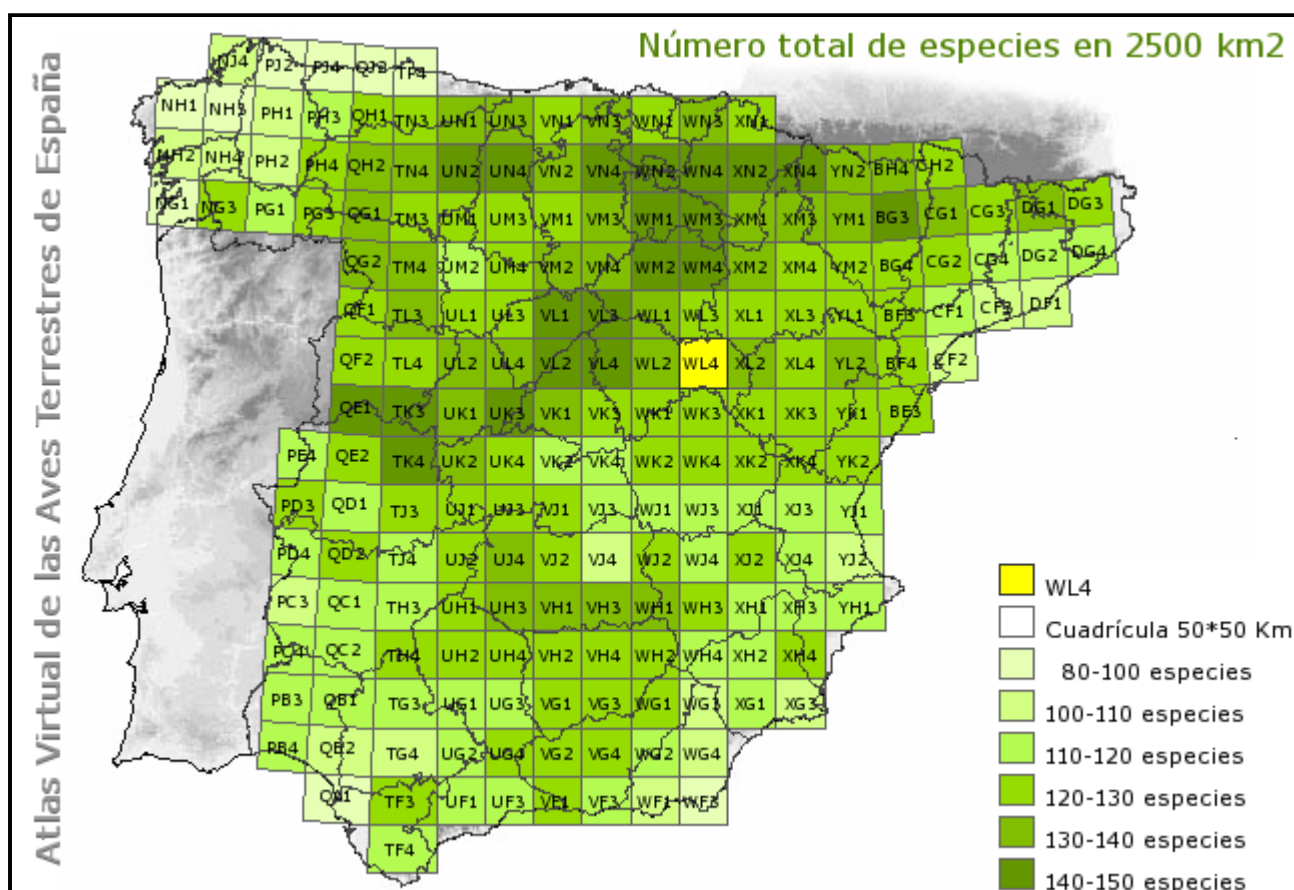 Número total de especies en 2500 km2
Atlas Virtual de las Aves Terrestres de España
NJ4 PJ2 PJ4 QJ2 TP4
NH1 NH3 PH1 PH3 QH1 TN3 UN1 UN3 VN1 VN3 WN1 WN3 XN1
NH2 NH4 PH2 PH4 QH2 TN4 UN2 UN4 VN2 VN4 WN2 WN4 XN2 XN4 YN2 BH4 CH2
NG1 NG3 PG1 PG3 QG1 TM3 UM1 UM3 VM1 VM3 WM1 WM3 XM1 XM3 YM1 BG3 CG1 CG3 DG1 DG3
QG2 TM4 UM2 UM4 VM2 VN4 WM2 WM4 XM2 XM4 YM2 BG4 CG2 CG4 DG2 DG4
QF1 TL3 UL1 UL3 VL1 VL3 WL1 WL3 XL1 XL3 YL1 BF3 CF1 CF3 DF1
QF2 TL4 UL2 UL4 VL2 VL4 WL2 WL4 XL2 XL4 YL2 BF4 CF2
QE1 TK3 UK1 UK3 VK1 VK3 WK1 WK3 XK1 XK3 YK1 BE3
PE4 QE2 TK4 UK2 UK4 VK2 VK4 WK2 WK4 XK2 XK4 YK2
PD3 QD1 TJ3 UJ1 UJ3 VJ1 VJ3 WJ1 WJ3 XJ1 XJ3 YJ1
PD4 QD2 TJ4 UJ2 UJ4 VJ2 VJ4 WJ2 WJ4 XJ2 XJ4 YJ2
PC3 QC1 TH3 UH1 UH3 VH1 VH3 WH1 WH3 XH1 XH3 YH1
PC4 QC2 TH4 UH2 UH4 VH2 VH4 WH2 WH4 XH2 XH4
PB3 QB1 TG3 UG1 UG3 VG1 VG3 WG1 WG3 XG1 XG3
PB4 QB2 TG4 UG2 UG4 VG2 VG4 WG2 WG4
TF3 UF1 UF3 VF1 VF3 WF1 WF3
TF4
WL4
Cuadrícula 50*50 Km
80-100 especies
100-110 especies
110-120 especies
120-130 especies
130-140 especies
140-150 especies